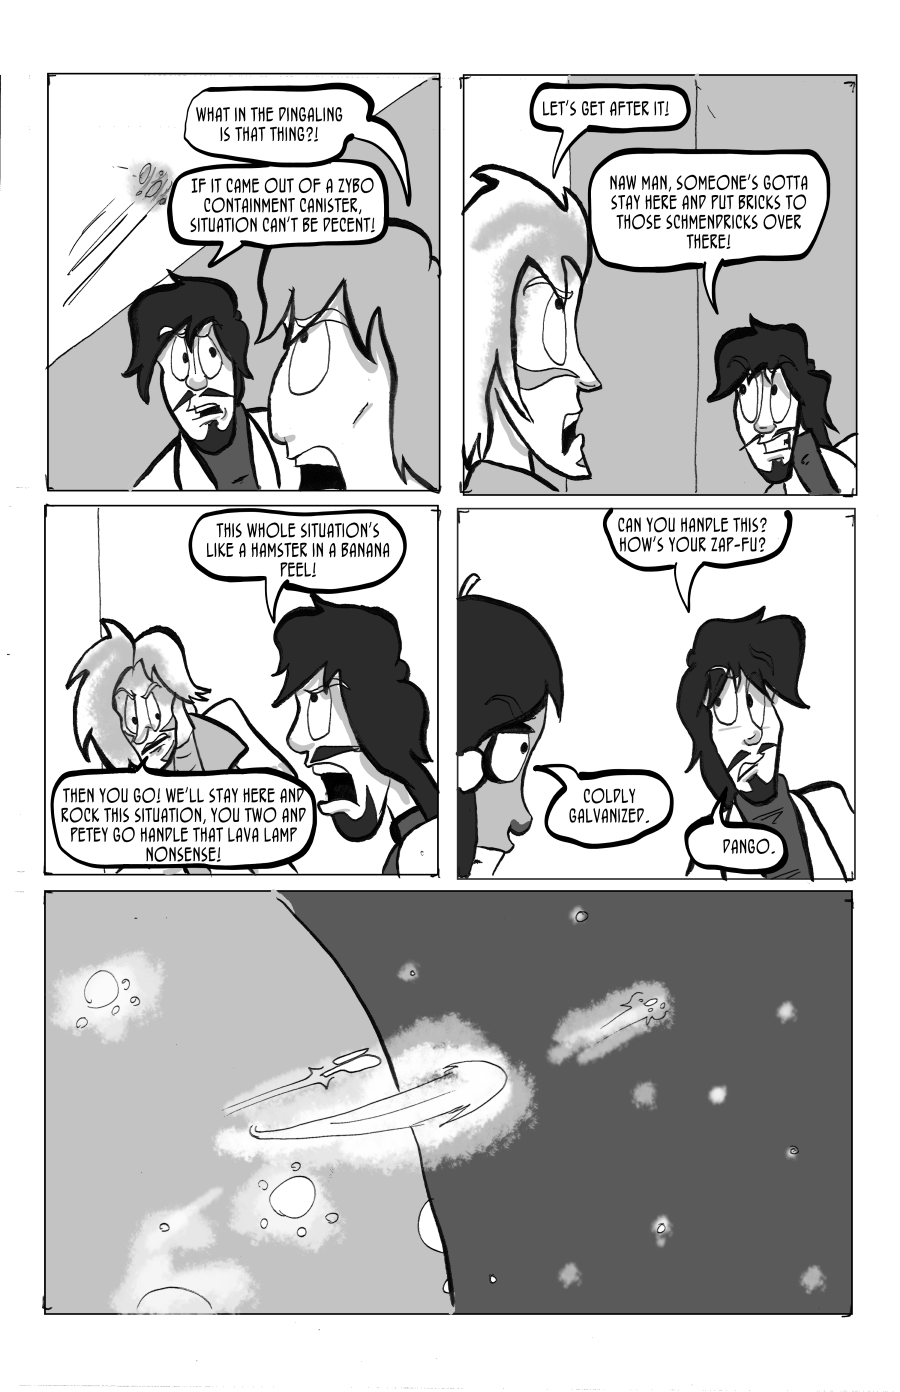 WHAT IN THE DINGALING
IS THAT THING?!
IF IT CAME OUT OF A ZYBO
CONTAINMENT CANISTER,
SITUATION CAN'T BE DECENT!
LET'S GET AFTER IT!
NAW MAN, SOMEONE'S GOTTA
STAY HERE AND PUT BRICKS TO
THOSE SCHMENDRICKS OVER
THERE!
THIS WHOLE SITUATION'S
LIKE A HAMSTER IN A BANANA
PEEL!
THEN YOU GO! WE'LL STAY HERE AND
ROCK THIS SITUATION, YOU TWO AND
PETEY GO HANDLE THAT LAVA LAMP
NONSENSE!
CAN YOU HANDLE THIS?
HOW'S YOUR ZAP-FU?
COLDLY
GALVANIZED.
DANGO.